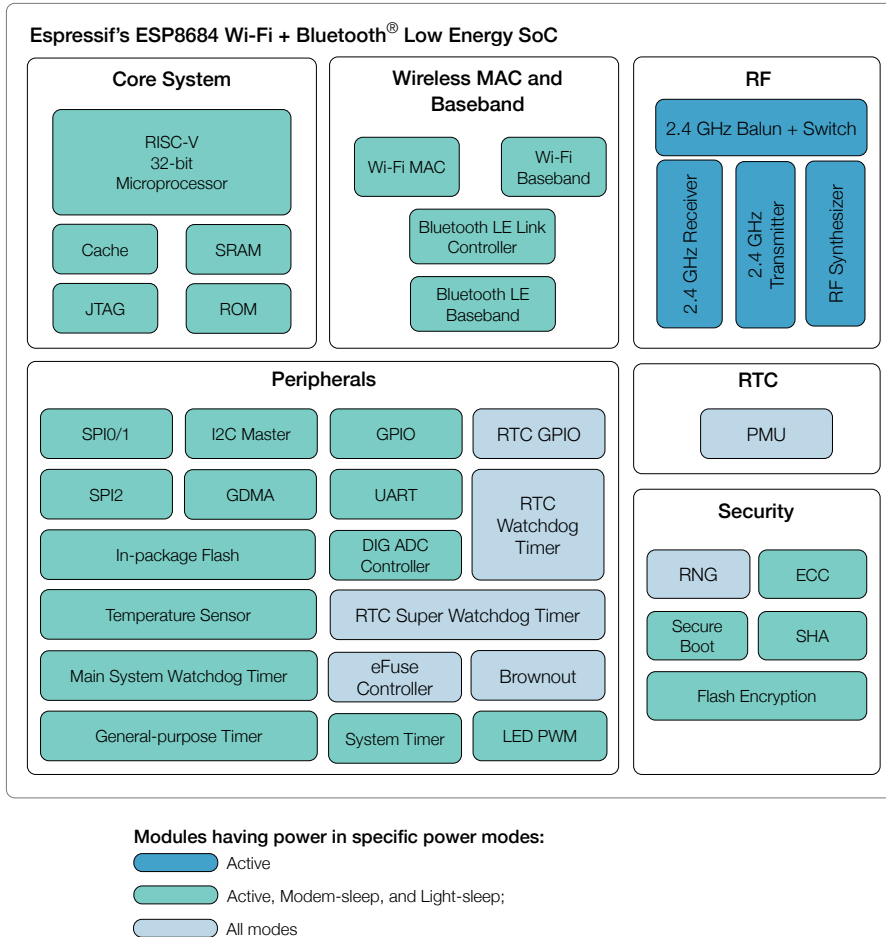 Espressif's ESP8684 Wi-Fi + Bluetooth® Low Energy SoC
Core System
RISC-V
32-bit
Microprocessor
Cache
SRAM
JTAG
ROM
Wireless MAC and
Baseband
Wi-Fi MAC
Wi-Fi
Baseband
Bluetooth LE Link
Controller
Bluetooth LE
Baseband
RF
2.4 GHz Balun + Switch
2.4 GHz Receiver
2.4 GHz
Transmitter
RF Synthesizer
Peripherals
SPI0/1
I2C Master
GPIO
RTC GPIO
SPI2
GDMA
UART
RTC
Watchdog
Timer
In-package Flash
DIG ADC
Controller
Temperature Sensor
RTC Super Watchdog Timer
Main System Watchdog Timer
eFuse
Controller
Brownout
General-purpose Timer
System Timer
LED PWM
RTC
PMU
Security
RNG
ECC
Secure
Boot
SHA
Flash Encryption
Modules having power in specific power modes:
Active
Active, Modem-sleep, and Light-sleep;
All modes